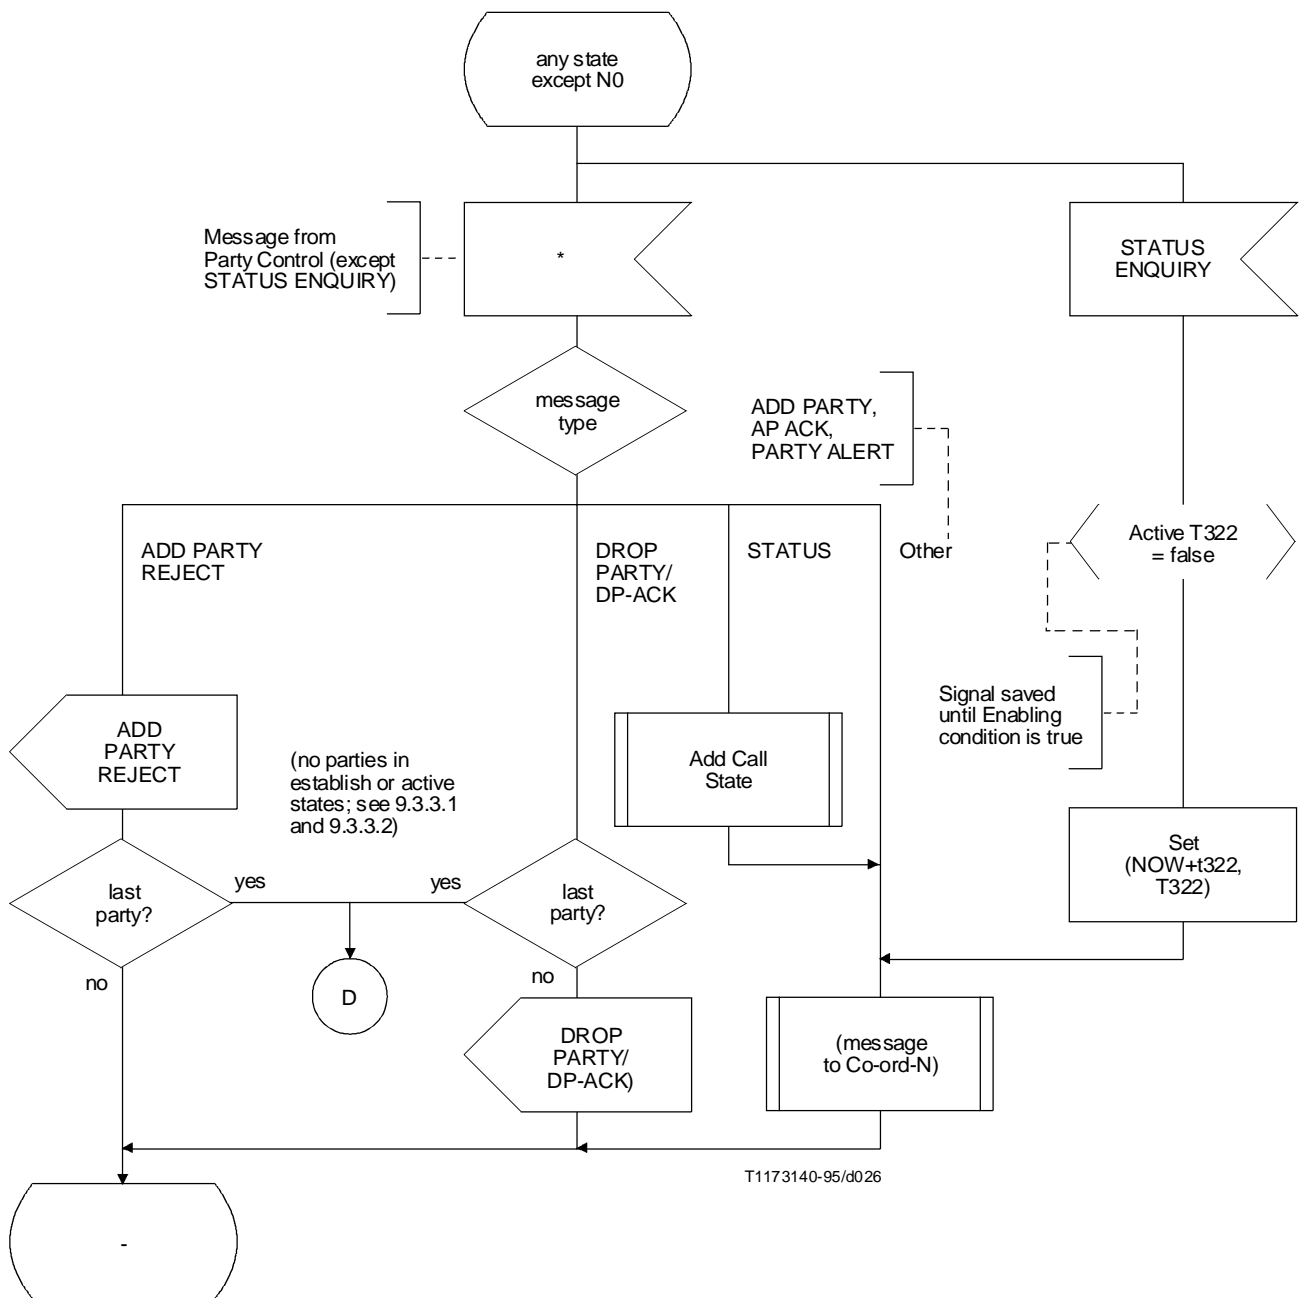 any state
except N0
Message from
Party Control (except
STATUS ENQUIRY)
*
STATUS
ENQUIRY
message
type
ADD PARTY,
AP ACK,
PARTY ALERT
ADD PARTY
REJECT
DROP
PARTY/
DP-ACK
STATUS
Other
Active T322
= false
Signal saved
until Enabling
condition is true
ADD
PARTY
REJECT
(no parties in
establish or active
states; see 9.3.3.1
and 9.3.3.2)
Add Call
State
Set
(NOW+t322,
T322)
last
party?
yes
yes
last
party?
no
D
no
DROP
PARTY/
DP-ACK)
(message
to Co-ord-N)
T1173140-95/d026
-